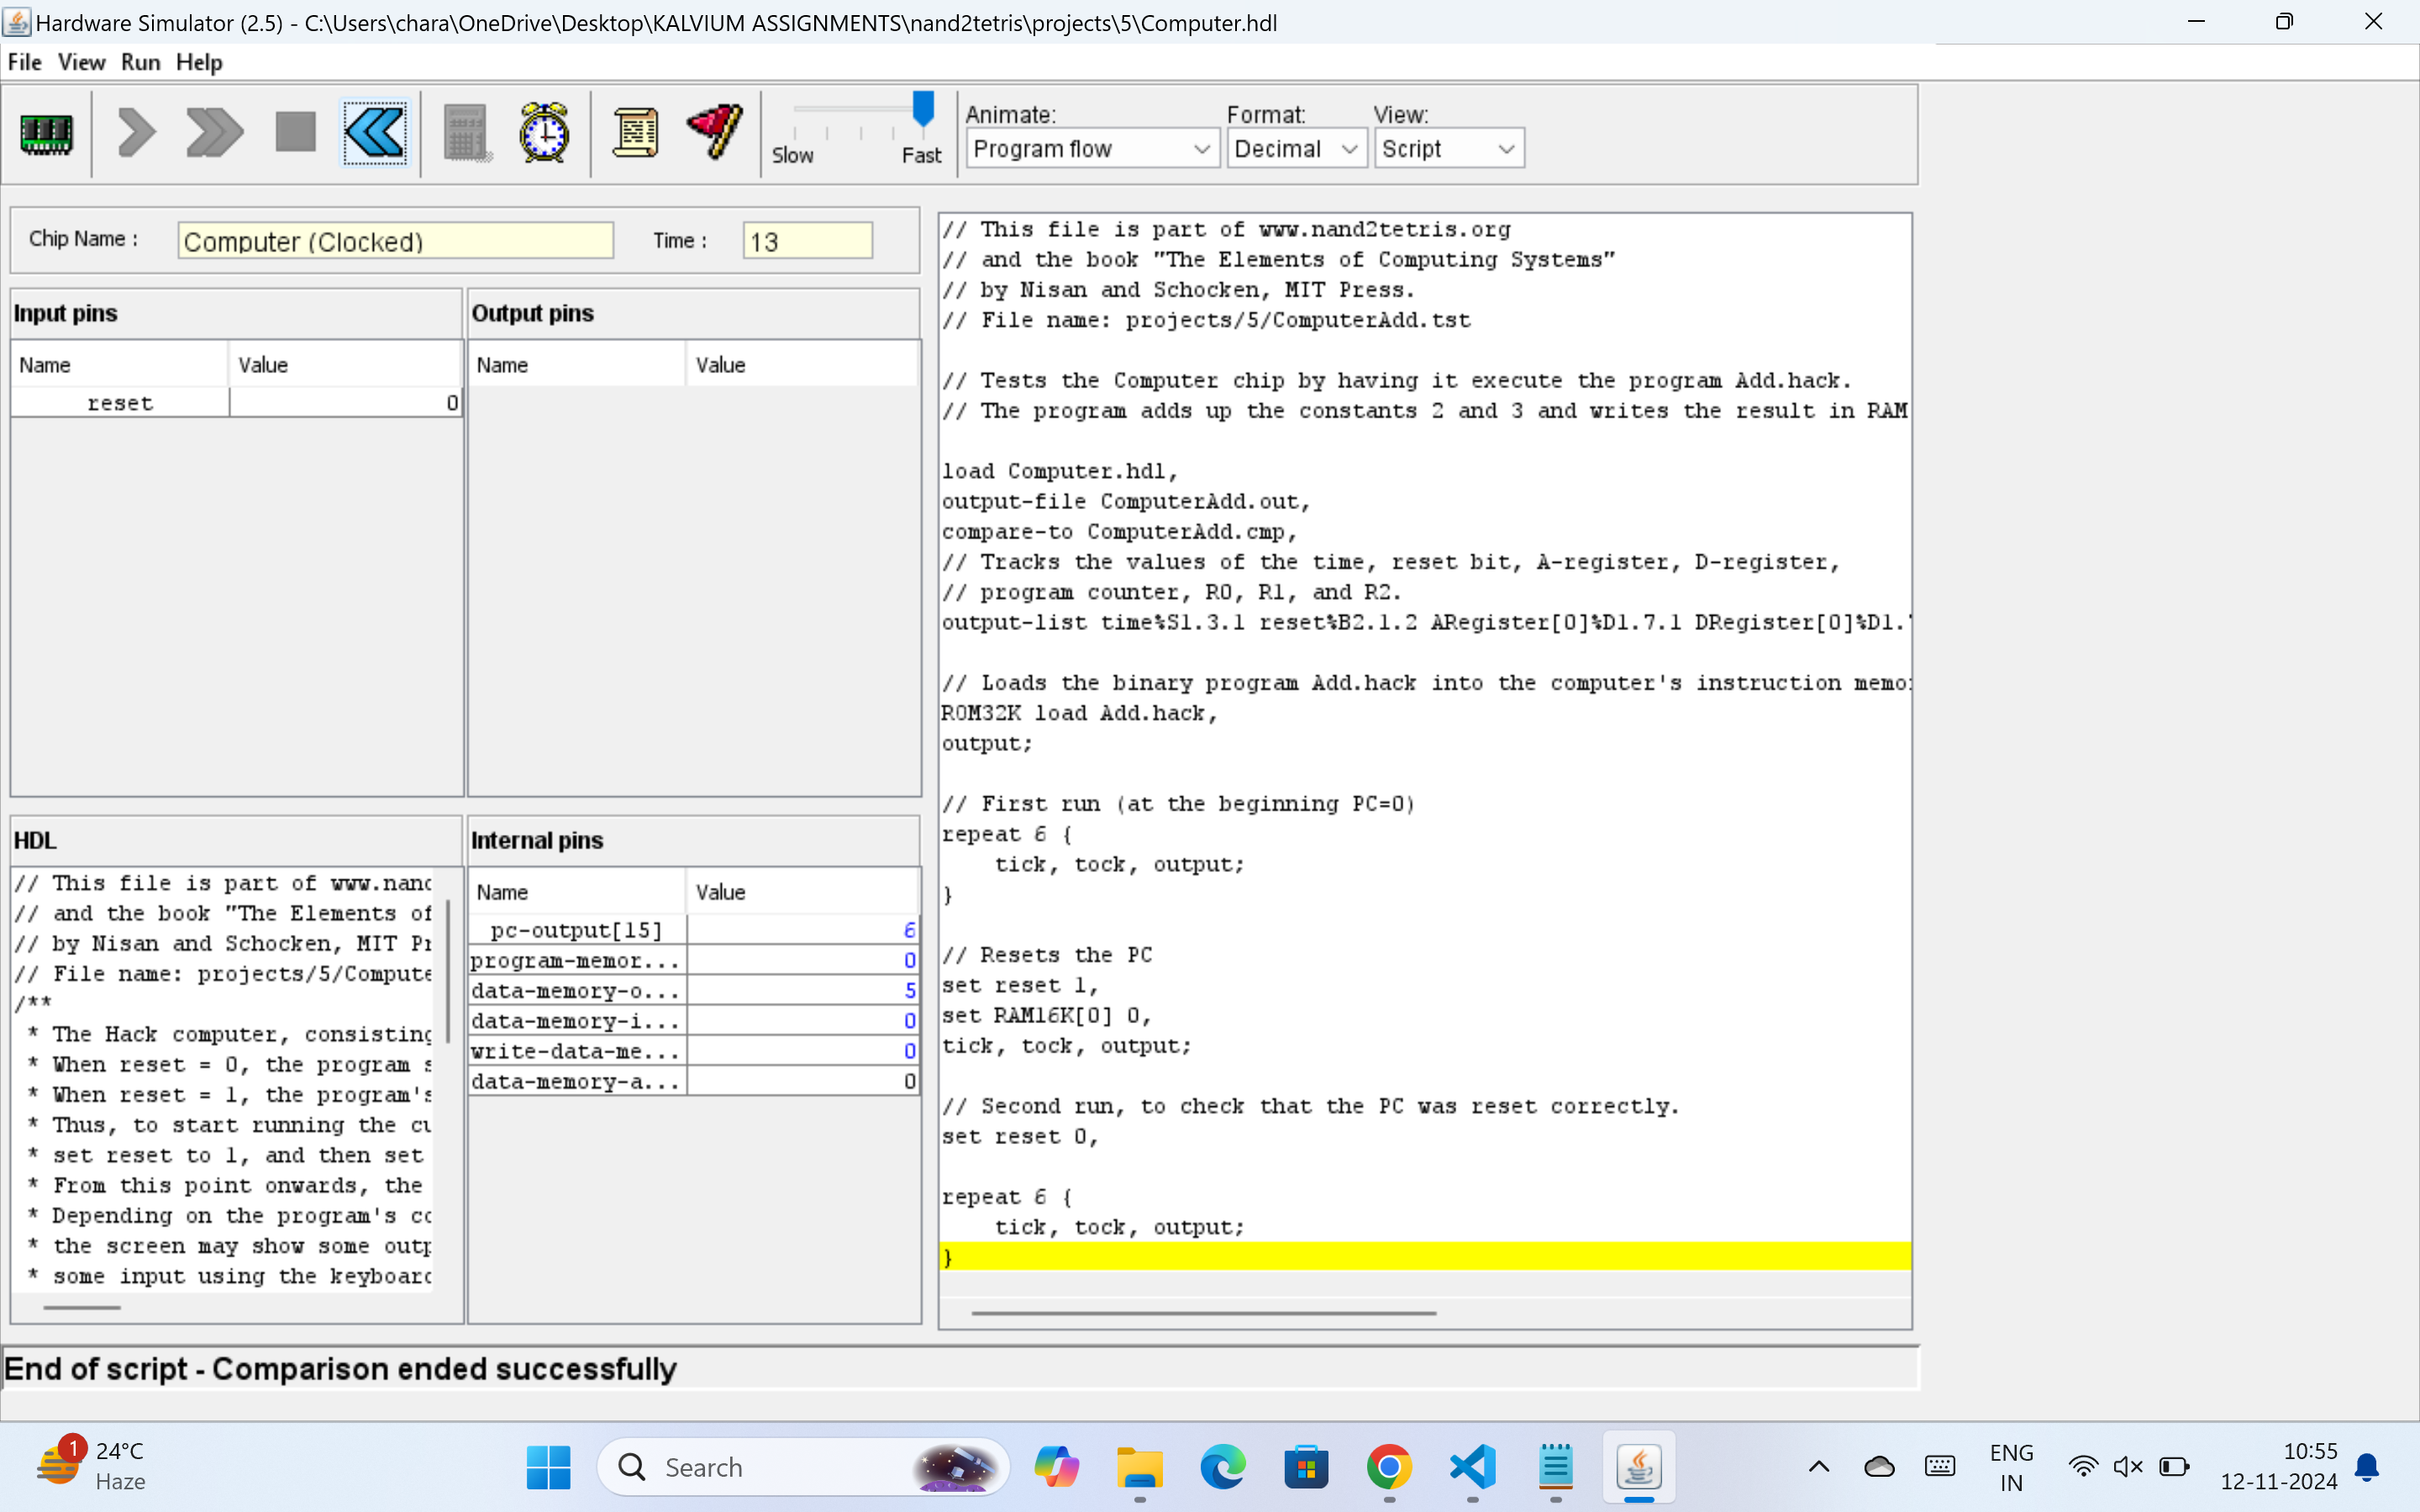 Hardware Simulator (2.5) - C:\Users\chara\OneDrive\Desktop\KALVIUM ASSIGNMENTS\nand2tetris\projects\5\Computer.hdl
File View Run Help
Slow Fast
Animate:
Program flow
Format:
Decimal
View:
Script
Chip Name :
Computer (Clocked)
Time :
13
Input pins
Name Value
reset 0
Output pins
Name Value
HDL
// This file is part of www.nand
// and the book "The Elements of
// by Nisan and Schocken, MIT Pr
// File name: projects/5/Compute
/**
* The Hack computer, consisting
* When reset = 0, the program s
* When reset = 1, the program's
* Thus, to start running the cu
* set reset to 1, and then set
* From this point onwards, the
* Depending on the program's co
* the screen may show some outp
* some input using the keyboard
Internal pins
Name Value
pc-output[15] 6
program-memor... 0
data-memory-o... 5
data-memory-i... 0
write-data-me... 0
data-memory-a... 0
// This file is part of www.nand2tetris.org
// and the book "The Elements of Computing Systems"
// by Nisan and Schocken, MIT Press.
// File name: projects/5/ComputerAdd.tst
// Tests the Computer chip by having it execute the program Add.hack.
// The program adds up the constants 2 and 3 and writes the result in RAM
load Computer.hdl,
output-file ComputerAdd.out,
compare-to ComputerAdd.cmp,
// Tracks the values of the time, reset bit, A-register, D-register,
// program counter, R0, R1, and R2.
output-list time%S1.3.1 reset%B2.1.2 ARegister[0]%D1.7.1 DRegister[0]%D1.
// Loads the binary program Add.hack into the computer's instruction memo
ROM32K load Add.hack,
output;
// First run (at the beginning PC=0)
repeat 6 {
tick, tock, output;
}
// Resets the PC
set reset 1,
set RAM16K[0] 0,
tick, tock, output;
// Second run, to check that the PC was reset correctly.
set reset 0,
repeat 6 {
tick, tock, output;
}
End of script - Comparison ended successfully
1
24°C
Haze
Search
ENG
IN
10:55
12-11-2024